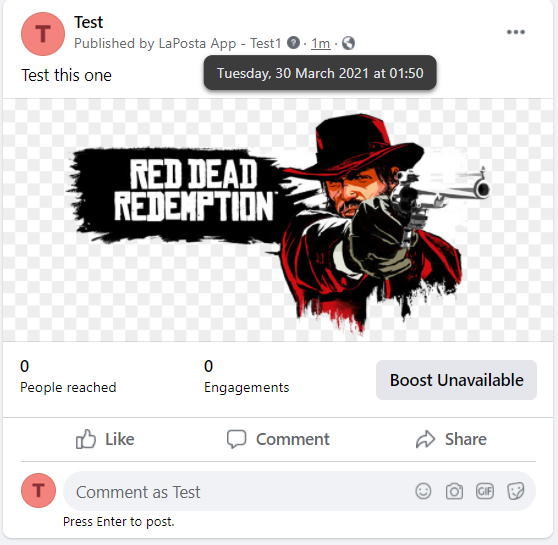 T
Test
Published by LaPosta App - Test1 ? · 1m ·
Tuesday, 30 March 2021 at 01:50
Test this one
RED DEAD
REDEMPTION
0
People reached
0
Engagements
Boost Unavailable
Like
Comment
Share
T
Comment as Test
GIF
Press Enter to post.